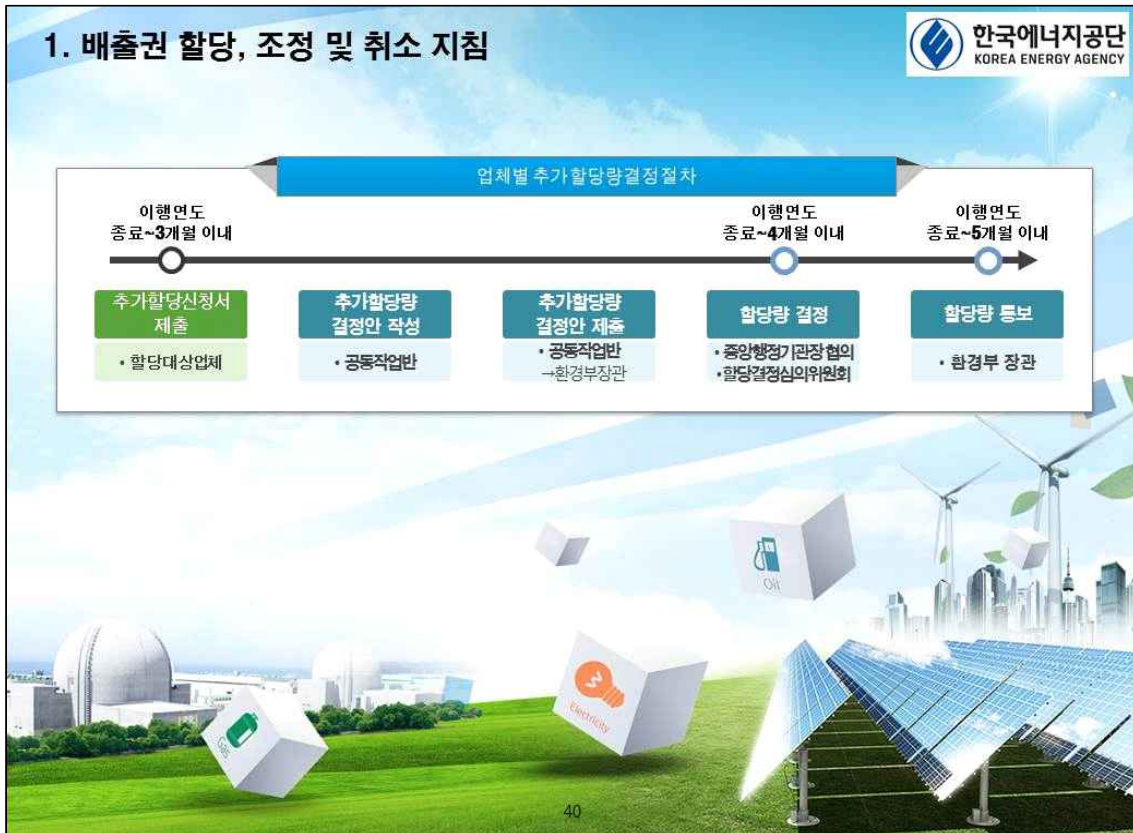 1. 배출권 할당, 조정 및 취소 지침
한국에너지공단
KOREA ENERGY AGENCY
업체별 추가할당량결정절차
이행연도
종료~3개월 이내
이행연도
종료~4개월 이내
이행연도
종료~5개월 이내
추가할당신청서
제출
• 할당대상업체
추가할당량
결정안 작성
• 공동작업반
추가할당량
결정안 제출
• 공동작업반
→환경부장관
할당량 결정
• 중앙행정기관장 협의
• 할당결정심의위원회
할당량 통보
• 환경부 장관
Oil
Electricity
Gas
40